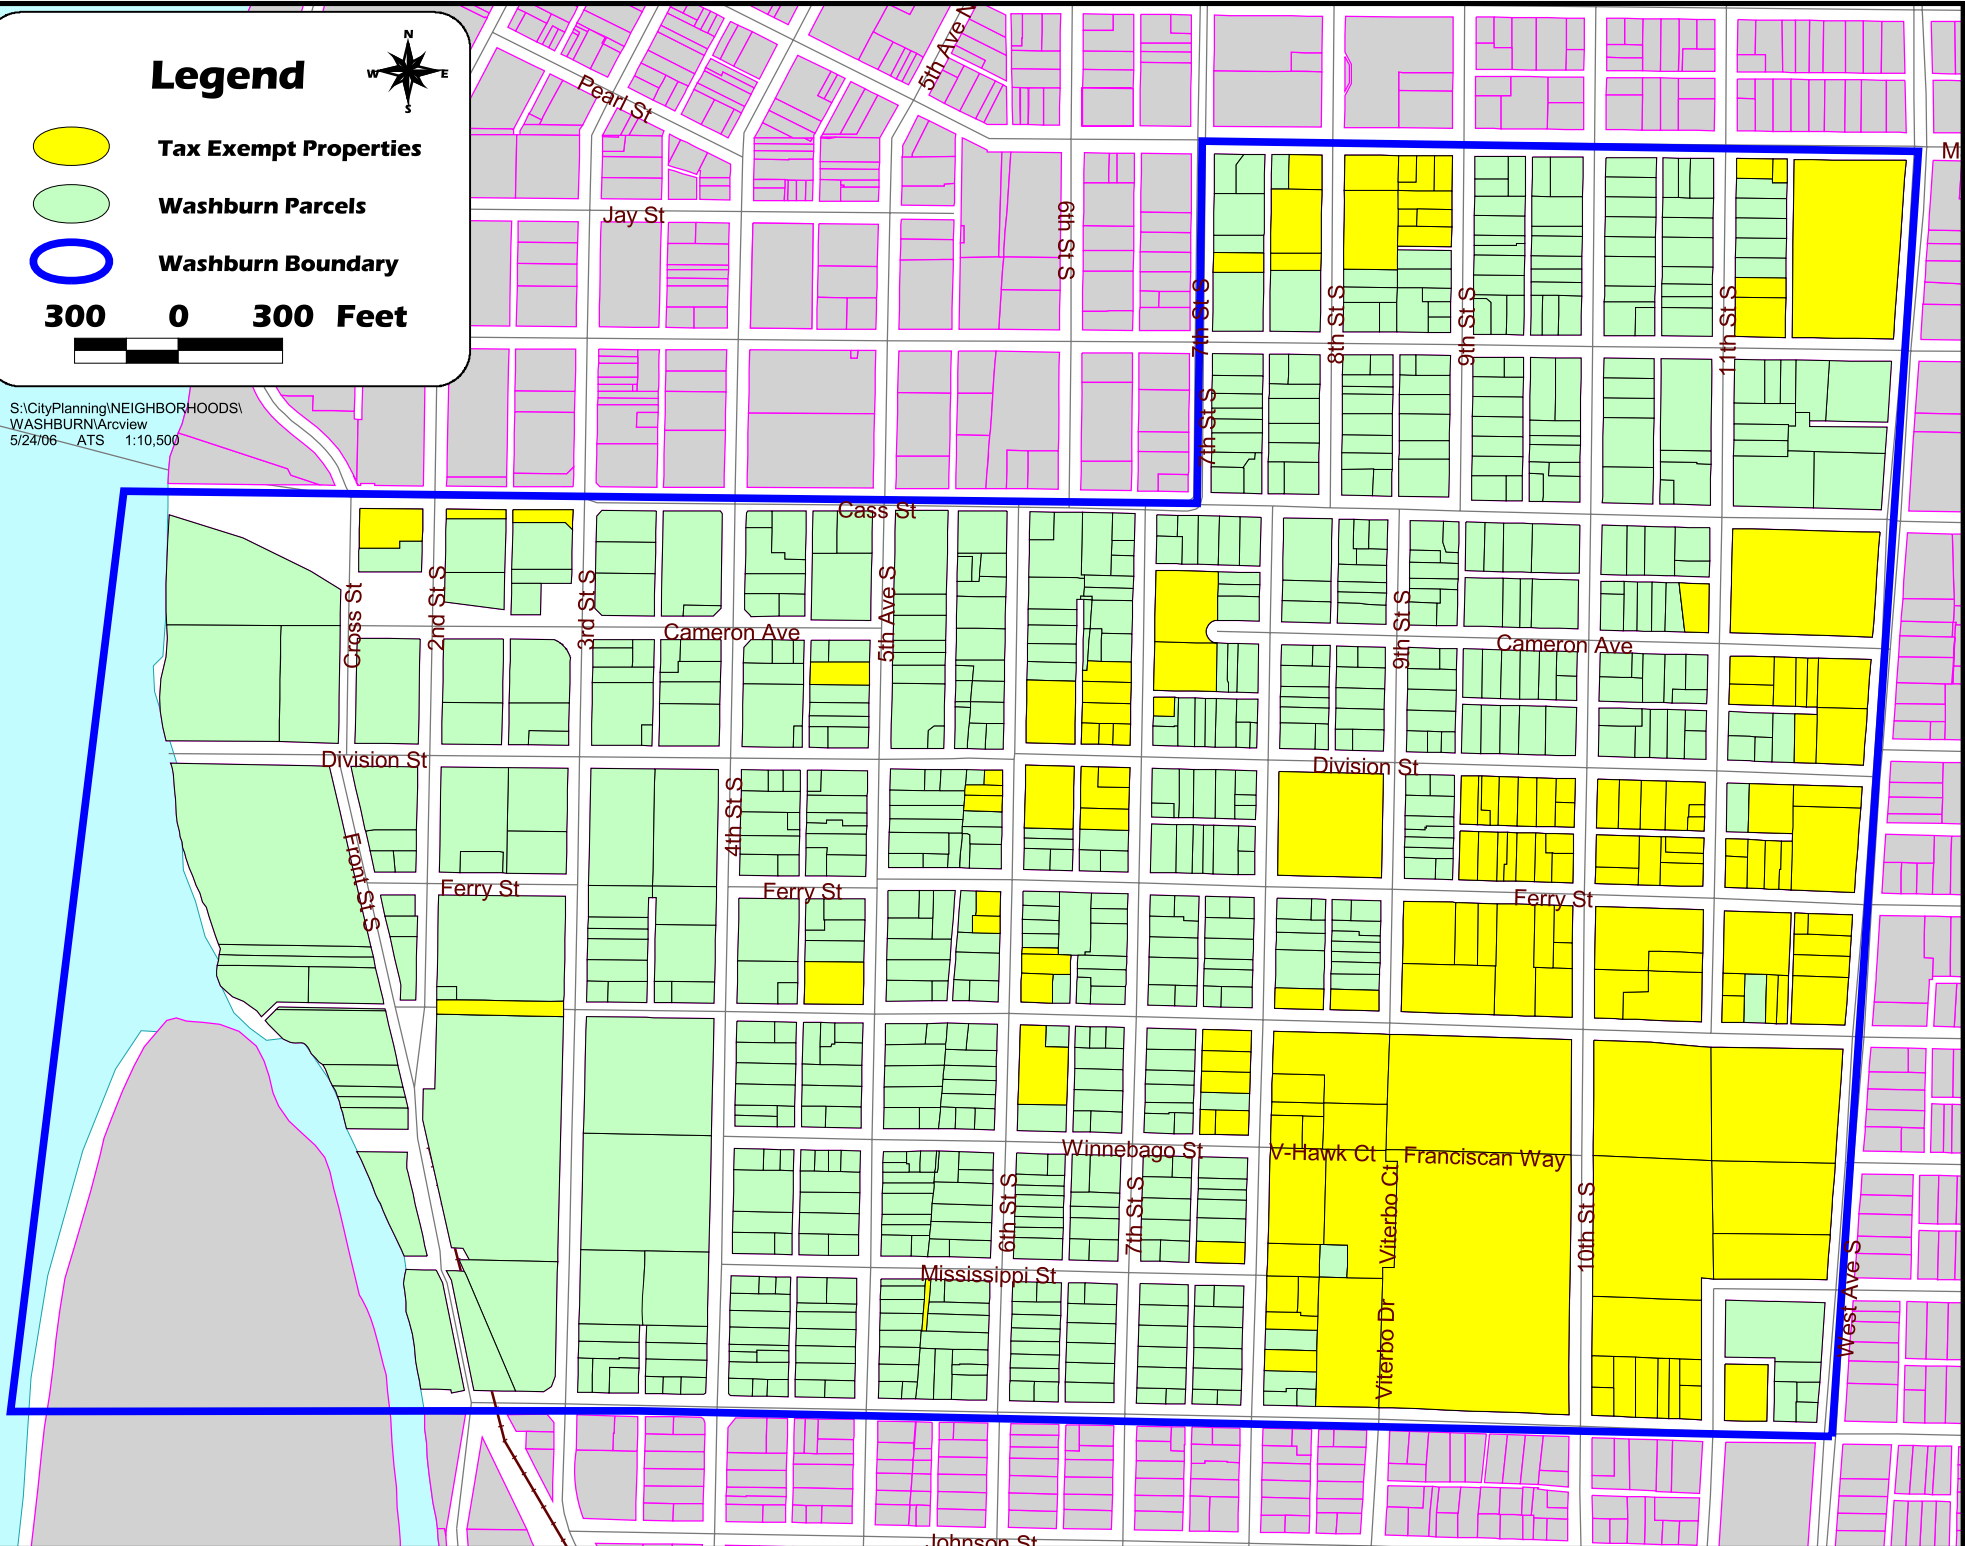 Legend
N
W
E
S
Tax Exempt Properties
Washburn Parcels
Washburn Boundary
300 0 300 Feet
S:\CityPlanning\NEIGHBORHOODS\
WASHBURN\Arcview
5/24/06 ATS 1:10,500
Pearl St
5th Ave N
M
Jay St
6th St S
7th St S
8th St S
9th St S
11th St S
7th St S
Cass St
Cross St
2nd St S
3rd St S
Cameron Ave
5th Ave S
9th St S
Cameron Ave
Division St
Division St
4th St S
Front St S
Ferry St
Ferry St
Ferry St
Winnebago St
V-Hawk Ct
Franciscan Way
Viterbo Ct
6th St S
7th St S
10th St S
Mississippi St
West Ave S
Viterbo Dr
Johnson St